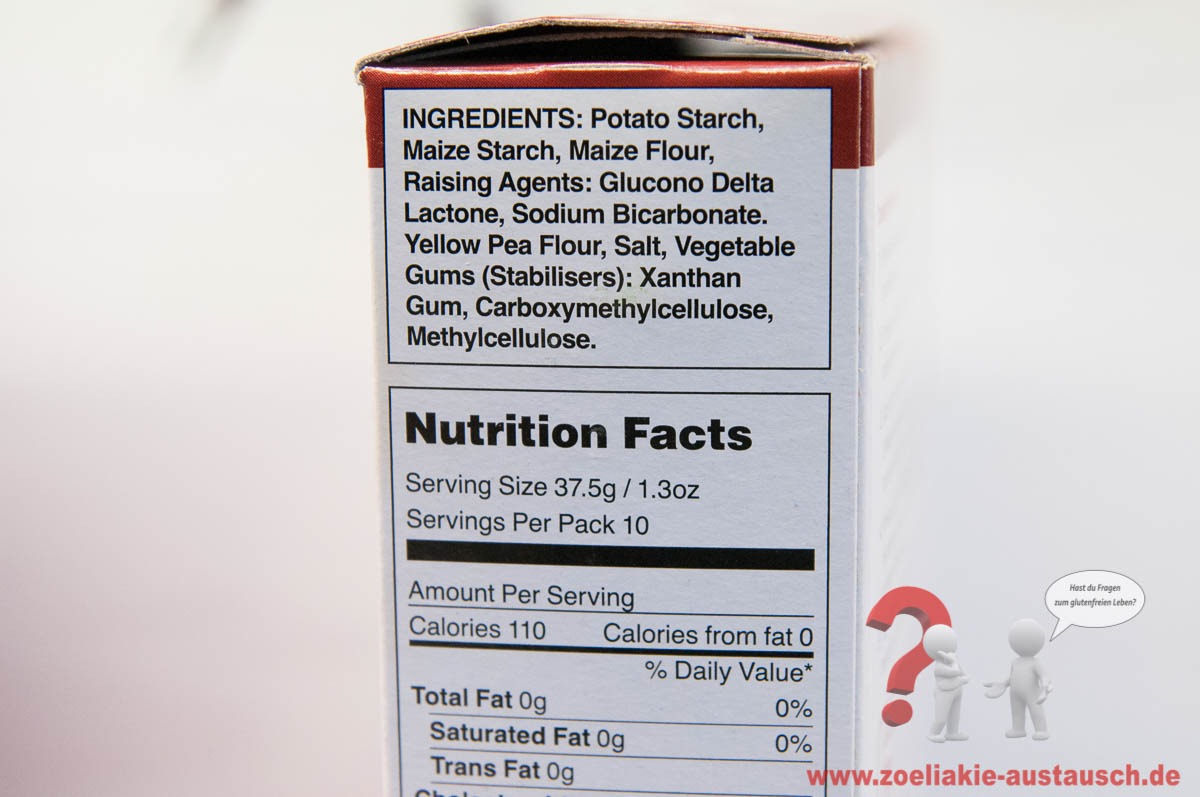 INGREDIENTS: Potato Starch,
Maize Starch, Maize Flour,
Raising Agents: Glucono Delta
Lactone, Sodium Bicarbonate.
Yellow Pea Flour, Salt, Vegetable
Gums (Stabilisers): Xanthan
Gum, Carboxymethylcellulose,
Methylcellulose.
Nutrition Facts
Serving Size 37.5g / 1.3oz
Servings Per Pack 10
Amount Per Serving
Calories 110 Calories from fat 0
% Daily Value*
Total Fat 0g 0%
Saturated Fat 0g 0%
Trans Fat 0g
Hast du Fragen
zum glutenfreien Leben?
www.zoeliakie-austausch.de